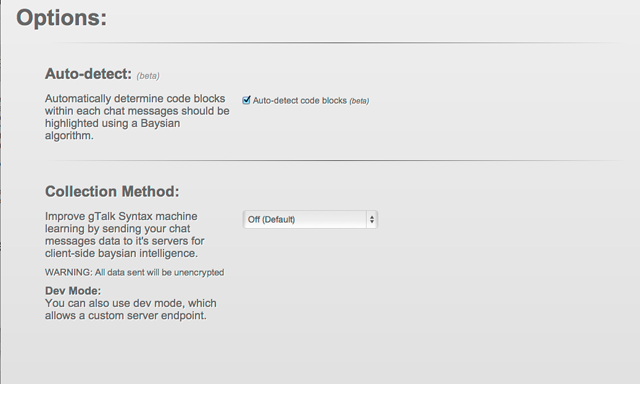 Options:
Auto-detect: (beta)
Automatically determine code blocks
within each chat messages should be
highlighted using a Baysian
algorithm.
Auto-detect code blocks (beta)
Collection Method:
Improve gTalk Syntax machine
learning by sending your chat
messages data to it's servers for
client-side baysian intelligence.
Off (Default)
WARNING: All data sent will be unencrypted
Dev Mode:
You can also use dev mode, which
allows a custom server endpoint.